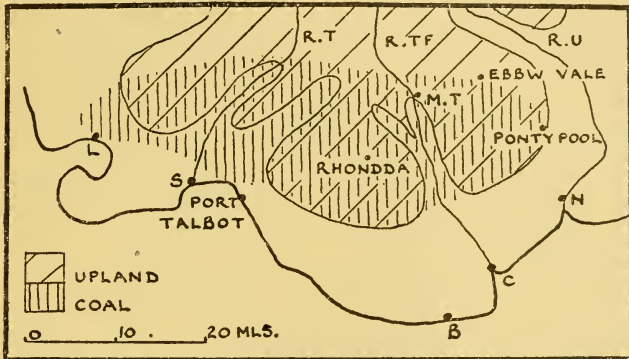 R.T
R.TF
R.U
EBBW VALE
M.T
PONTYPOOL
L
RHONDDA
S
PORT
TALBOT
N
C
UPLAND
COAL
B
0 10 20 MLS.